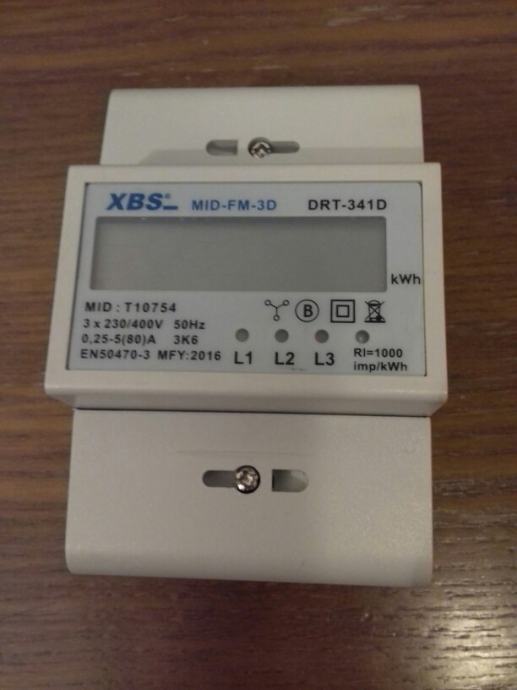 XBS® MID-FM-3D DRT-341D
kWh
MID : T10754
3 x 230/400V 50Hz
0,25-5(80)A 3K6
EN50470-3 MFY:2016
B
L1 L2 L3
RI=1000
imp/kWh